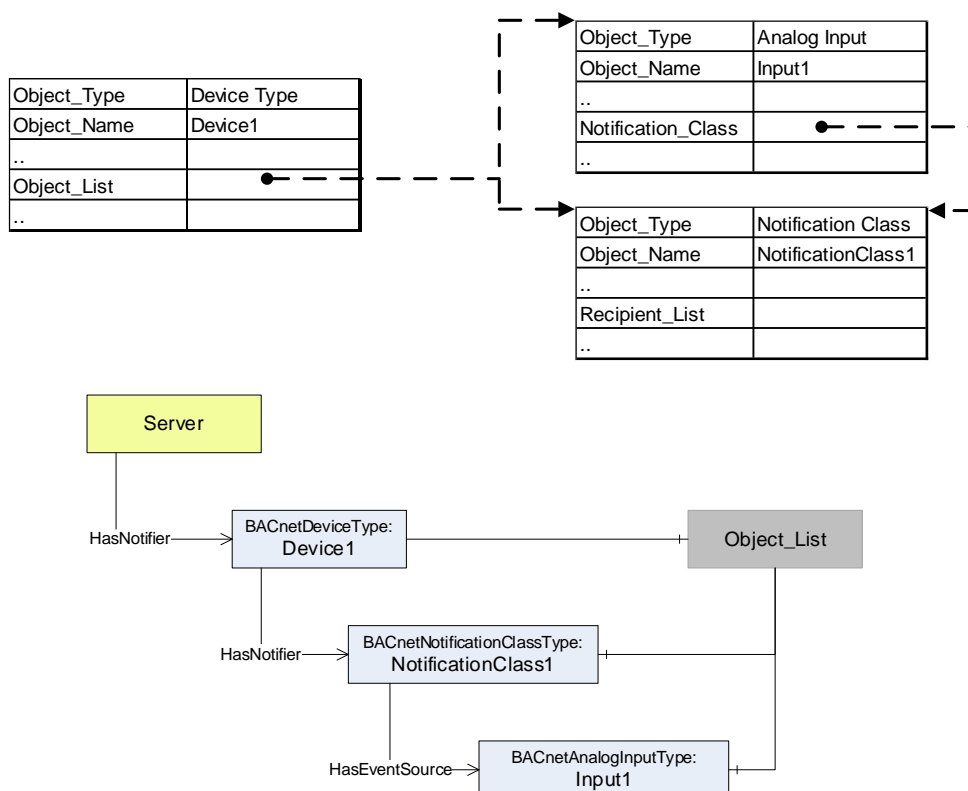 Object_Type Analog Input
Object_Name Input1
..
Notification_Class
..
Object_Type Device Type
Object_Name Device1
..
Object_List
..
Object_Type Notification Class
Object_Name NotificationClass1
..
Recipient_List
..
Server
HasNotifier
BACnetDeviceType:
Device1
Object_List
HasNotifier
BACnetNotificationClassType:
NotificationClass1
HasEventSource
BACnetAnalogInputType:
Input1